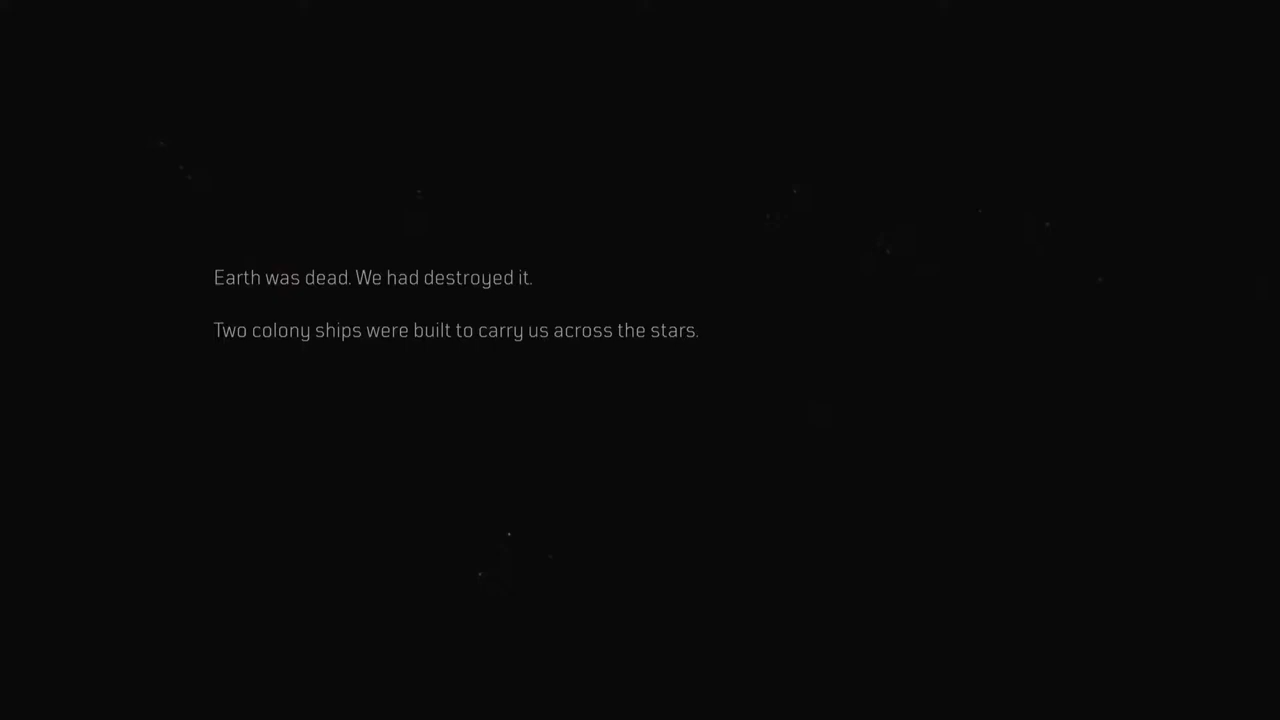 Earth was dead. We had destroyed it.
Two colony ships were built to carry us across the stars.